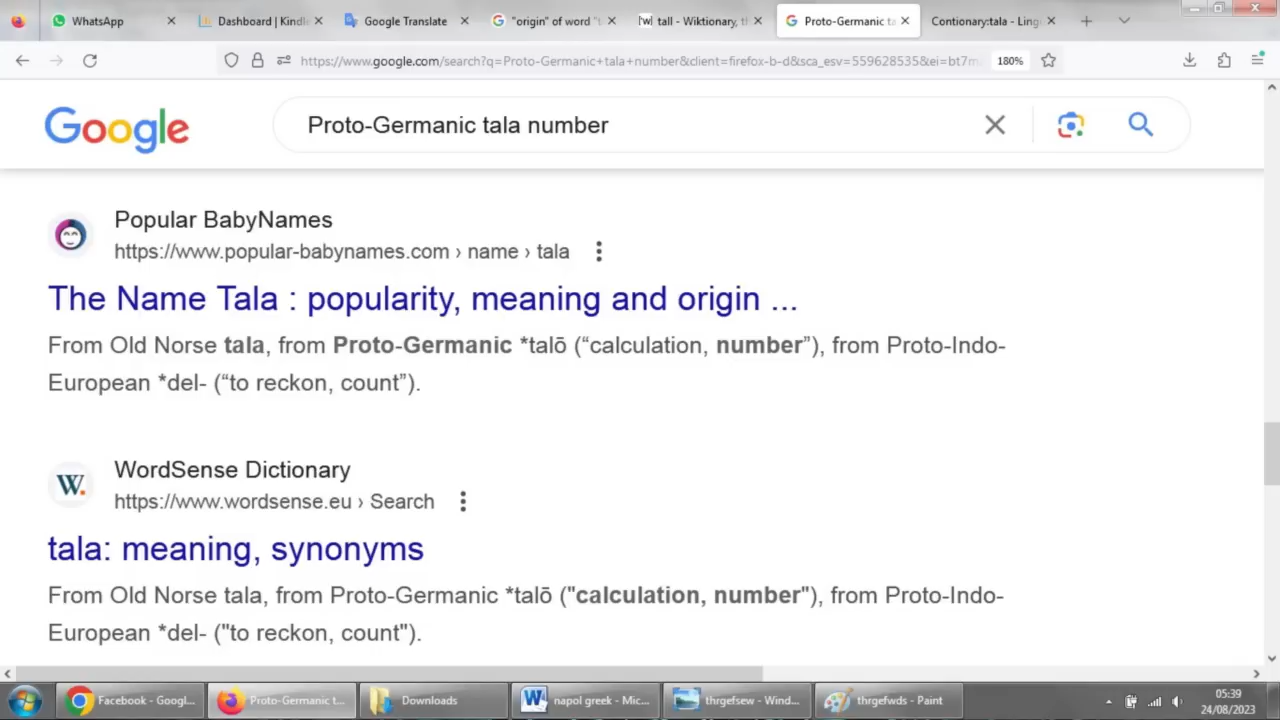 WhatsApp
Dashboard | Kindle
Google Translate
"origin" of word "t
tall - Wiktionary, th
Proto-Germanic ta
Contionary:tala - Ling
https://www.google.com/search?q=Proto-Germanic+tala+number&client=firefox-b-d&sca_esv=559628535&ei=bt7m
180%
Google
Proto-Germanic tala number
Popular BabyNames
https://www.popular-babynames.com › name › tala
The Name Tala : popularity, meaning and origin ...
From Old Norse tala, from Proto-Germanic *talō (“calculation, number”), from Proto-Indo-
European *del- (“to reckon, count”).
W.
WordSense Dictionary
https://www.wordsense.eu › Search
tala: meaning, synonyms
From Old Norse tala, from Proto-Germanic *talō ("calculation, number"), from Proto-Indo-
European *del- ("to reckon, count").
Facebook - Googl...
Proto-Germanic t...
Downloads
napol greek - Mic...
thrgefsew - Wind...
thrgefwds - Paint
05:39
24/08/2023